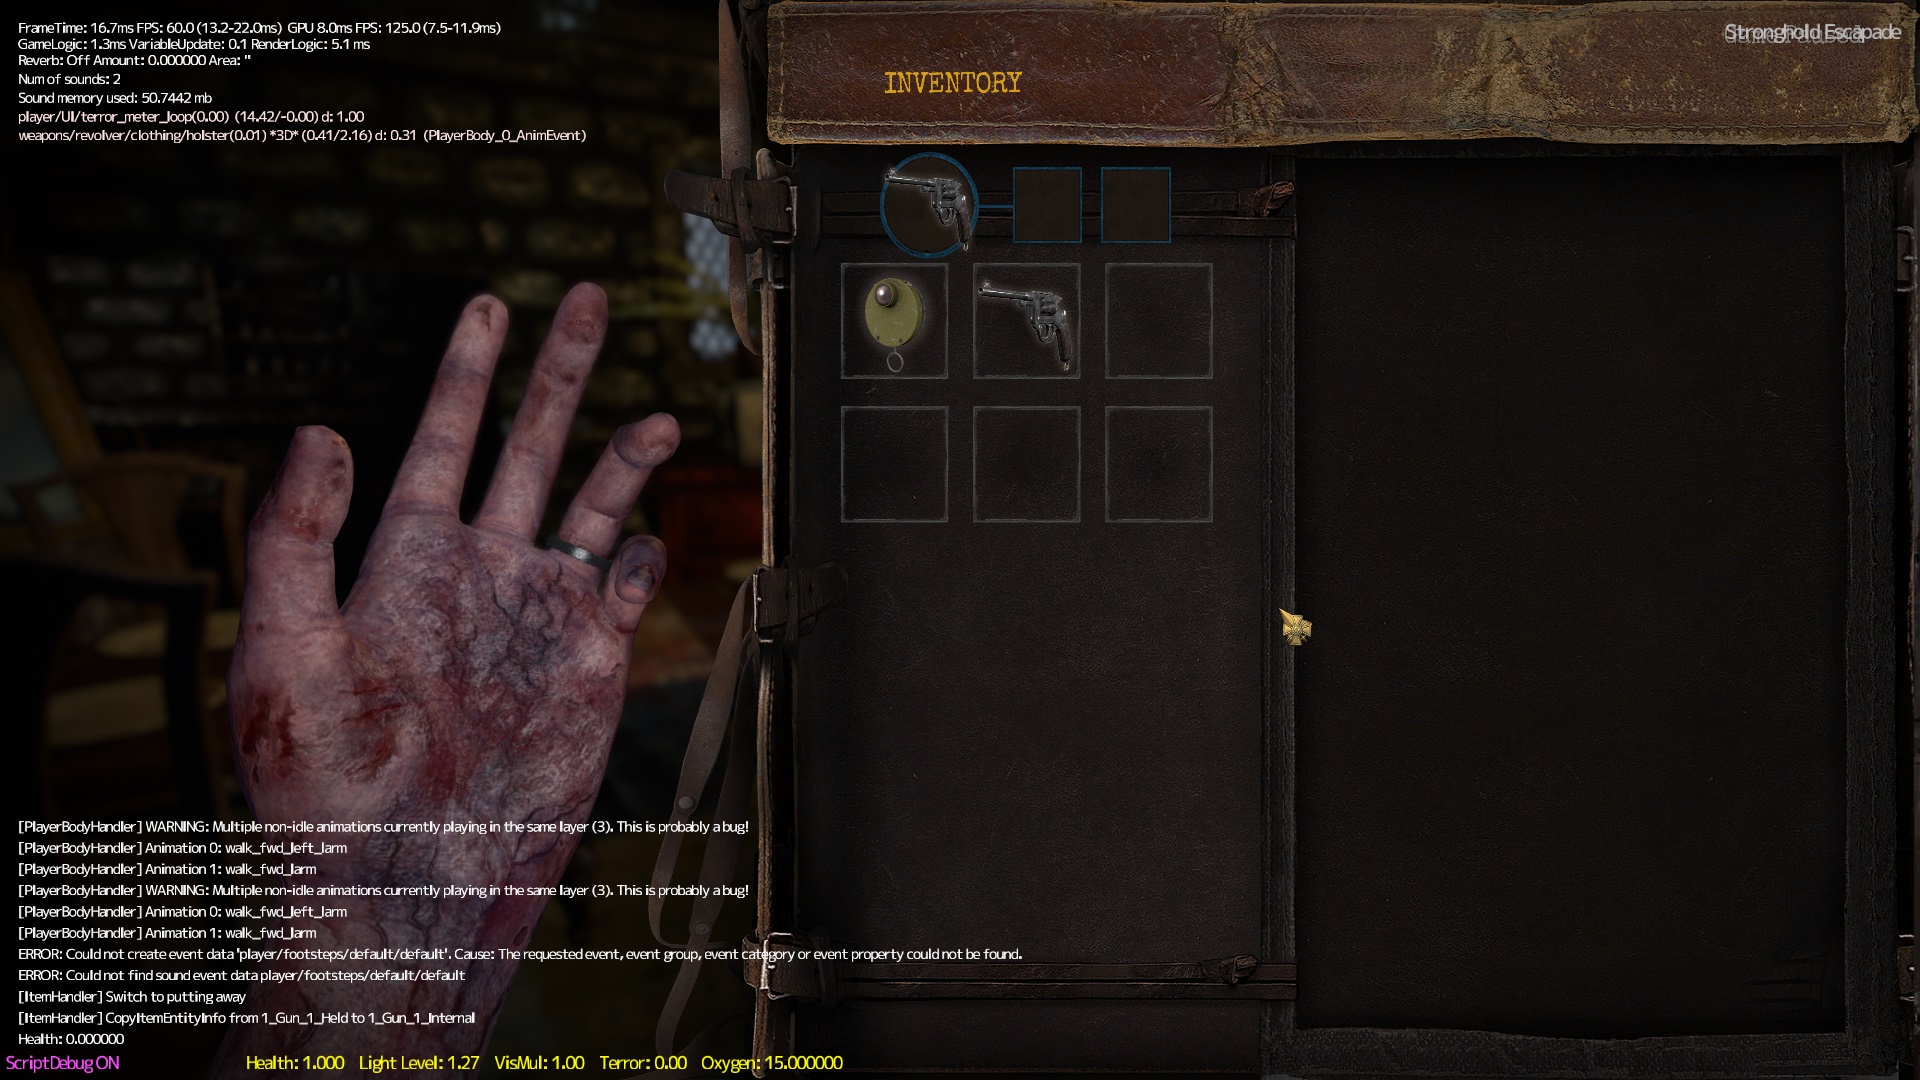 FrameTime: 16.7ms FPS: 60.0 (13.2-22.0ms)  GPU 8.0ms FPS: 125.0 (7.5-11.9ms)
GameLogic: 1.3ms VariableUpdate: 0.1 RenderLogic: 5.1 ms
Reverb: Off Amount: 0.000000 Area: ''
Num of sounds: 2
Sound memory used: 50.7442 mb
player/UI/terror_meter_loop(0.00)  (14.42/-0.00) d: 1.00
weapons/revolver/clothing/holster(0.01) *3D* (0.41/2.16) d: 0.31  (PlayerBody_0_AnimEvent)
Stronghold Escapade
INVENTORY
[PlayerBodyHandler] WARNING: Multiple non-idle animations currently playing in the same layer (3). This is probably a bug!
[PlayerBodyHandler] Animation 0: walk_fwd_left_larm
[PlayerBodyHandler] Animation 1: walk_fwd_larm
[PlayerBodyHandler] WARNING: Multiple non-idle animations currently playing in the same layer (3). This is probably a bug!
[PlayerBodyHandler] Animation 0: walk_fwd_left_larm
[PlayerBodyHandler] Animation 1: walk_fwd_larm
ERROR: Could not create event data 'player/footsteps/default/default'. Cause: The requested event, event group, event category or event property could not be found.
ERROR: Could not find sound event data player/footsteps/default/default
[ItemHandler] Switch to putting away
[ItemHandler] CopyItemEntityInfo from 1_Gun_1_Held to 1_Gun_1_Internal
Health: 0.000000
ScriptDebug ON
Health: 1.000  Light Level: 1.27  VisMul: 1.00  Terror: 0.00  Oxygen: 15.000000